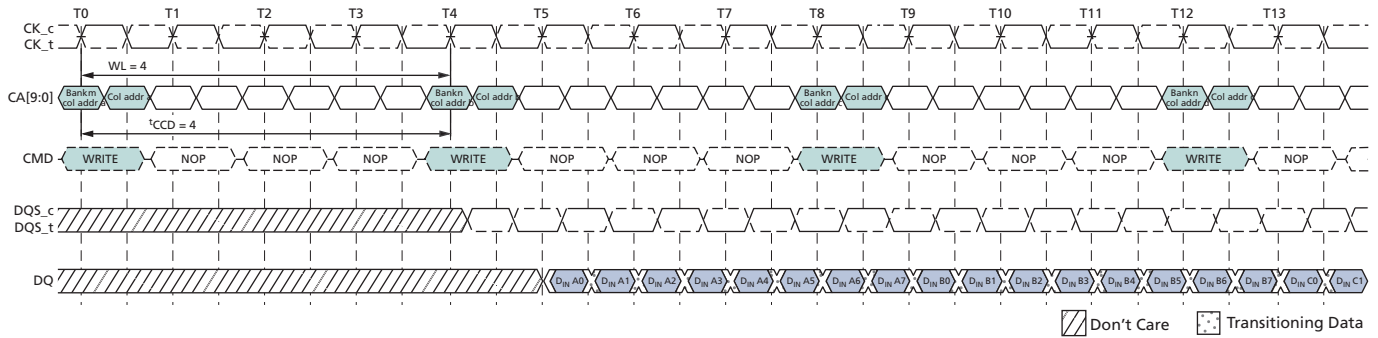 T0 T1 T2 T3 T4 T5 T6 T7 T8 T9 T10 T11 T12 T13
CK_c
CK_t
WL = 4
CA[9:0] Bankm col addr a Col addr a Bankn col addr b Col addr b Bankn col addr c Col addr c Bankn col addr d Col addr d
tCCD = 4
CMD WRITE NOP NOP NOP WRITE NOP NOP NOP WRITE NOP NOP NOP WRITE NOP
DQS_c
DQS_t
DQ DIN A0 DIN A1 DIN A2 DIN A3 DIN A4 DIN A5 DIN A6 DIN A7 DIN B0 DIN B1 DIN B2 DIN B3 DIN B4 DIN B5 DIN B6 DIN B7 DIN C0 DIN C1
Don't Care Transitioning Data